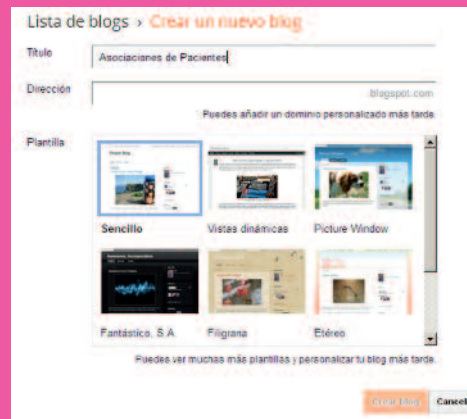 Lista de blogs › Crear un nuevo blog
Título
Asociaciones de Pacientes
Dirección
.blogspot.com
Puedes añadir un dominio personalizado más tarde.
Plantilla
Sencillo
Vistas dinámicas
Picture Window
Fantástico, S.A.
Filigrana
Etéreo
Puedes ver muchas más plantillas y personalizar tu blog más tarde.
Crear blog
Cancel